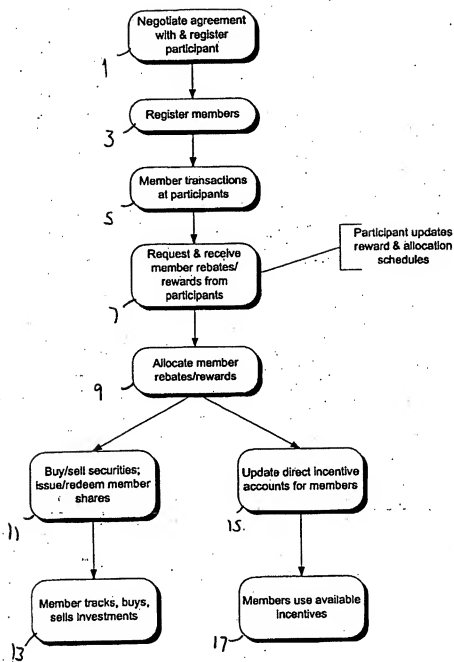 Negotiate agreement
with & register
participant
1
Register members
3
Member transactions
at participants
5
Request & receive
member rebates/
rewards from
participants
7
Participant updates
reward & allocation
schedules
Allocate member
rebates/rewards
9
Buy/sell securities;
issue/redeem member
shares
11
Update direct incentive
accounts for members
15
Member tracks, buys,
sells investments
13
Members use available
incentives
17